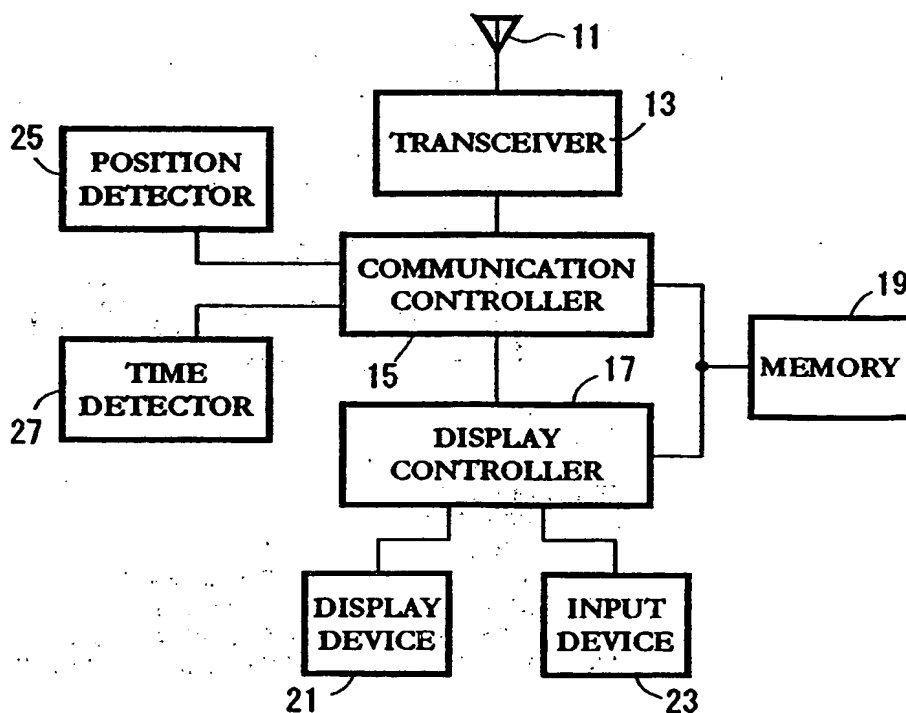 11
13
TRANSCEIVER
25
POSITION
DETECTOR
COMMUNICATION
CONTROLLER
15
19
MEMORY
TIME
DETECTOR
27
17
DISPLAY
CONTROLLER
DISPLAY
DEVICE
21
INPUT
DEVICE
23